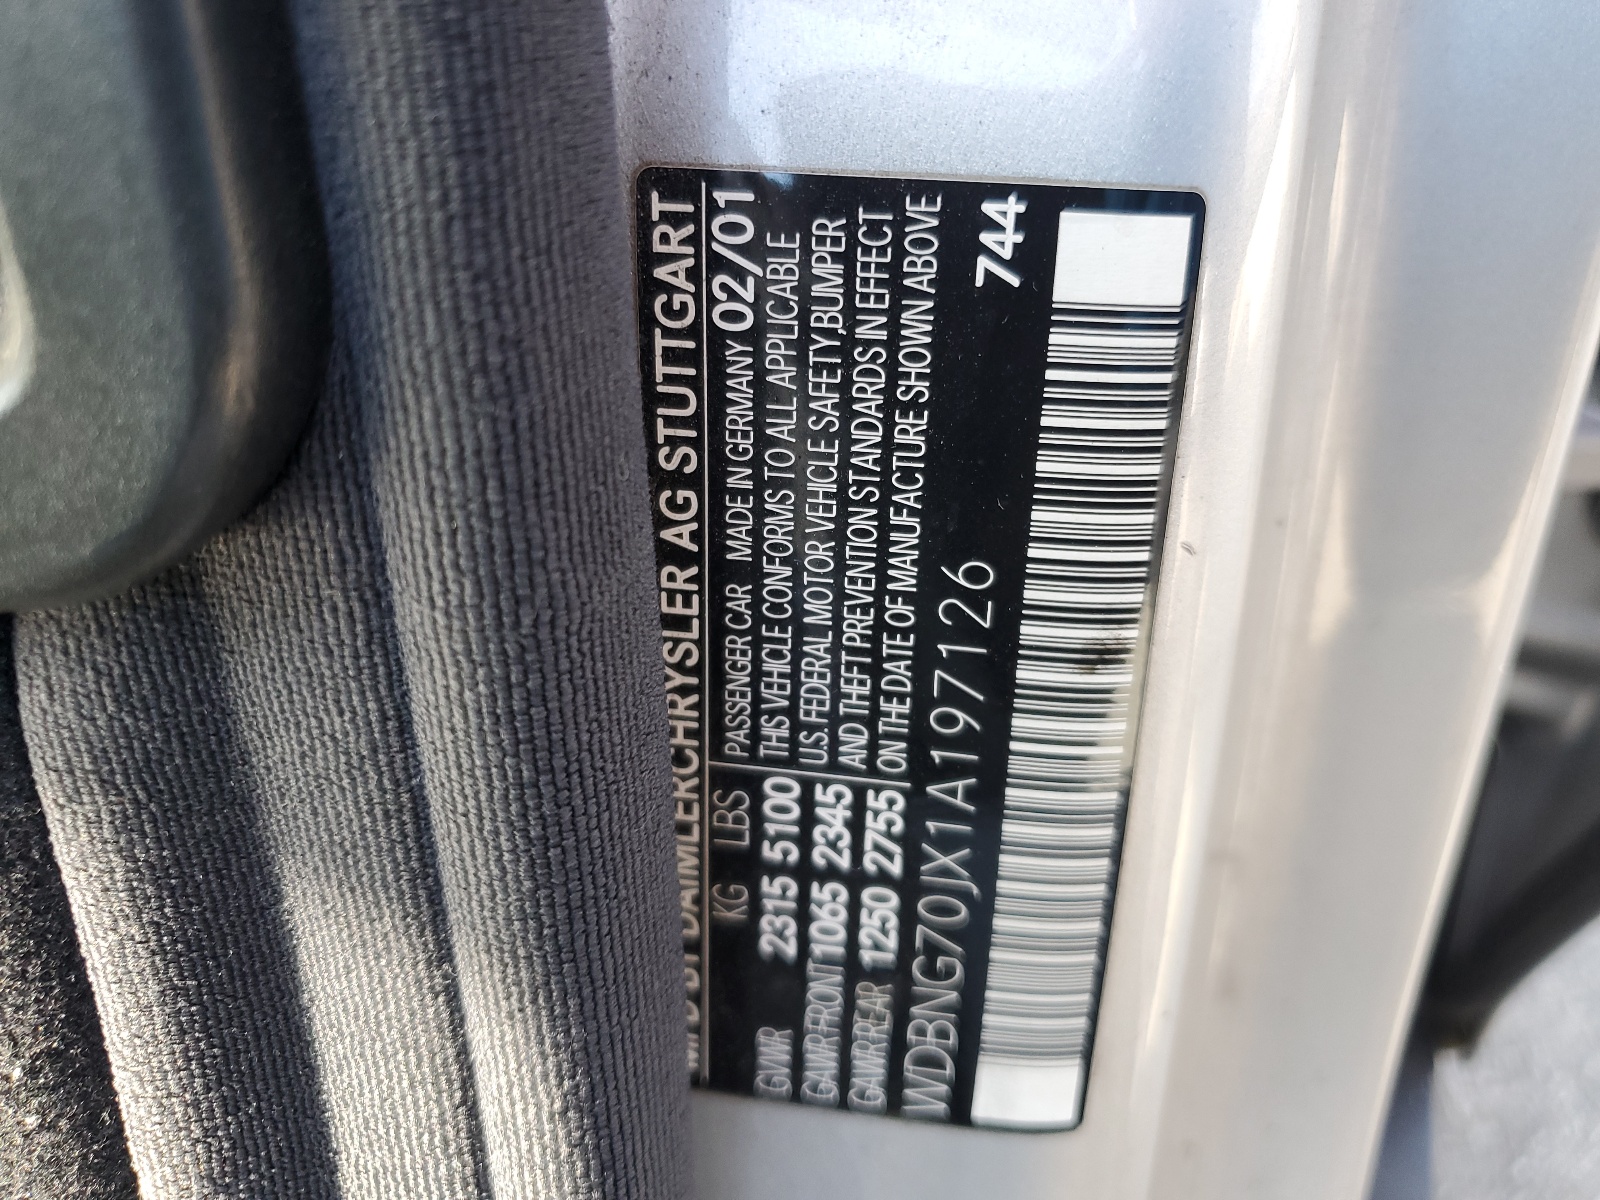 MFD BY DAIMLERCHRYSLER AG STUTTGART
KG LBS PASSENGER CAR MADE IN GERMANY 02/01
GVWR 2315 5100 THIS VEHICLE CONFORMS TO ALL APPLICABLE
GAWR FRONT 1065 2345 U.S. FEDERAL MOTOR VEHICLE SAFETY,BUMPER
GAWR REAR 1250 2755 AND THEFT PREVENTION STANDARDS IN EFFECT
ON THE DATE OF MANUFACTURE SHOWN ABOVE
WDBNG70JX1A197126
744